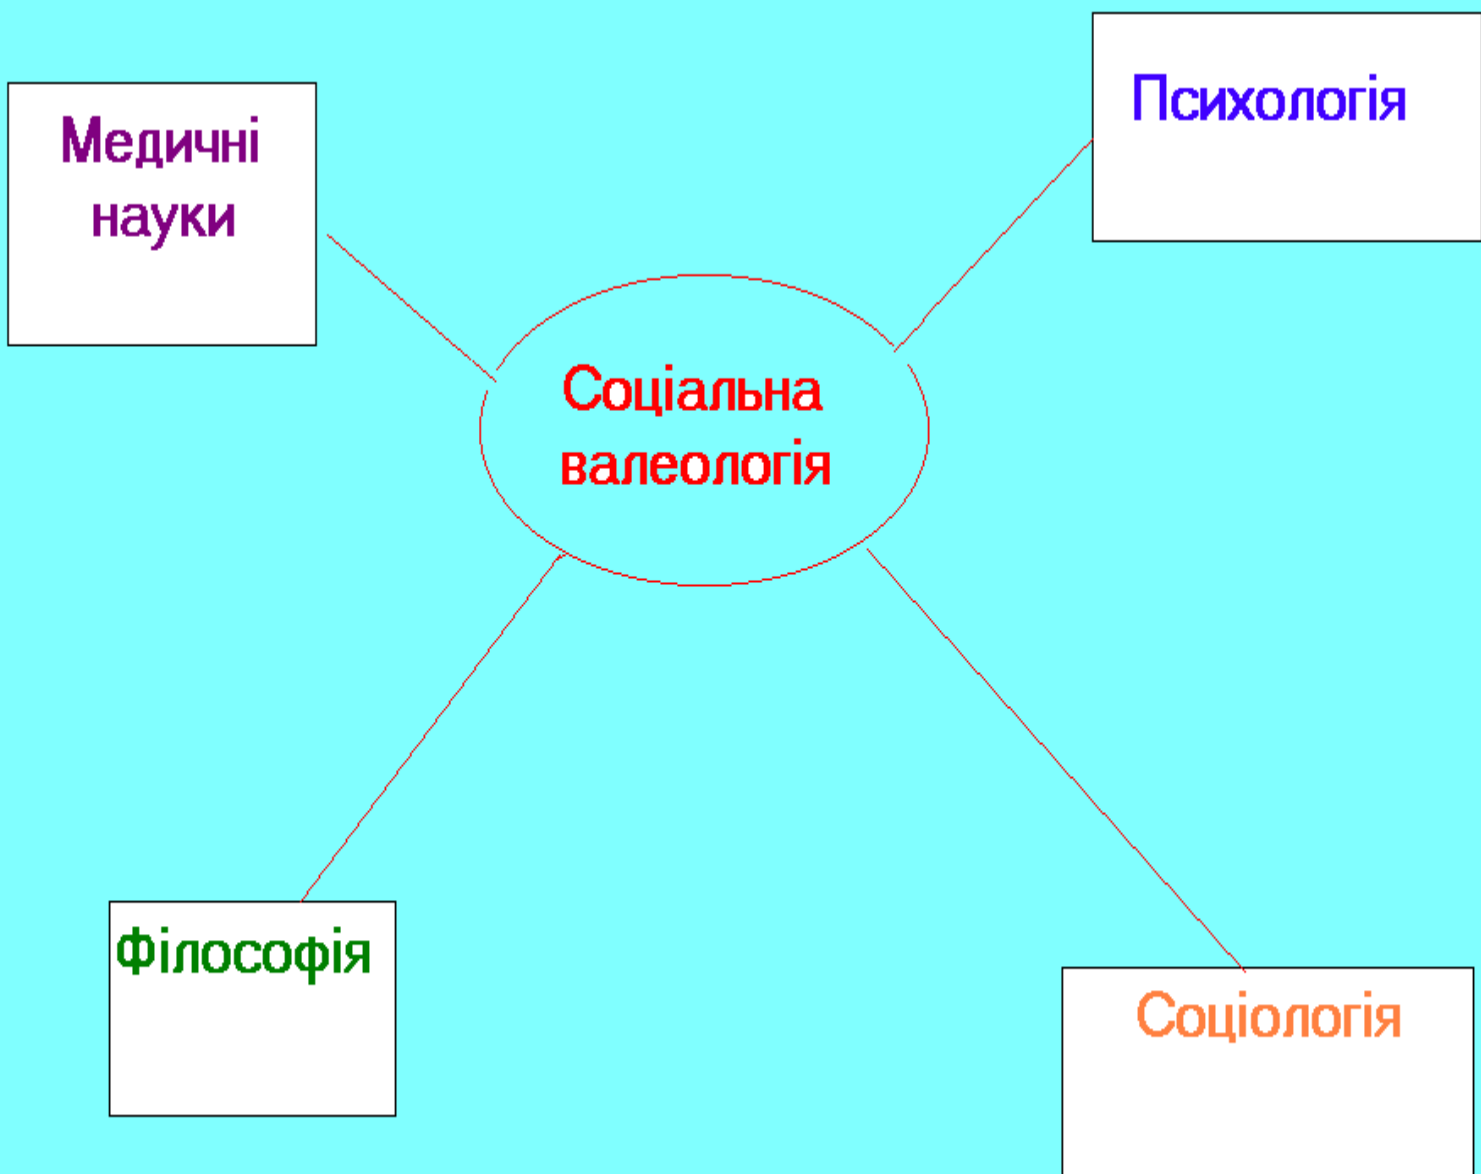 Медичні
науки
Психологія
Соціальна
валеологія
Філософія
Соціологія